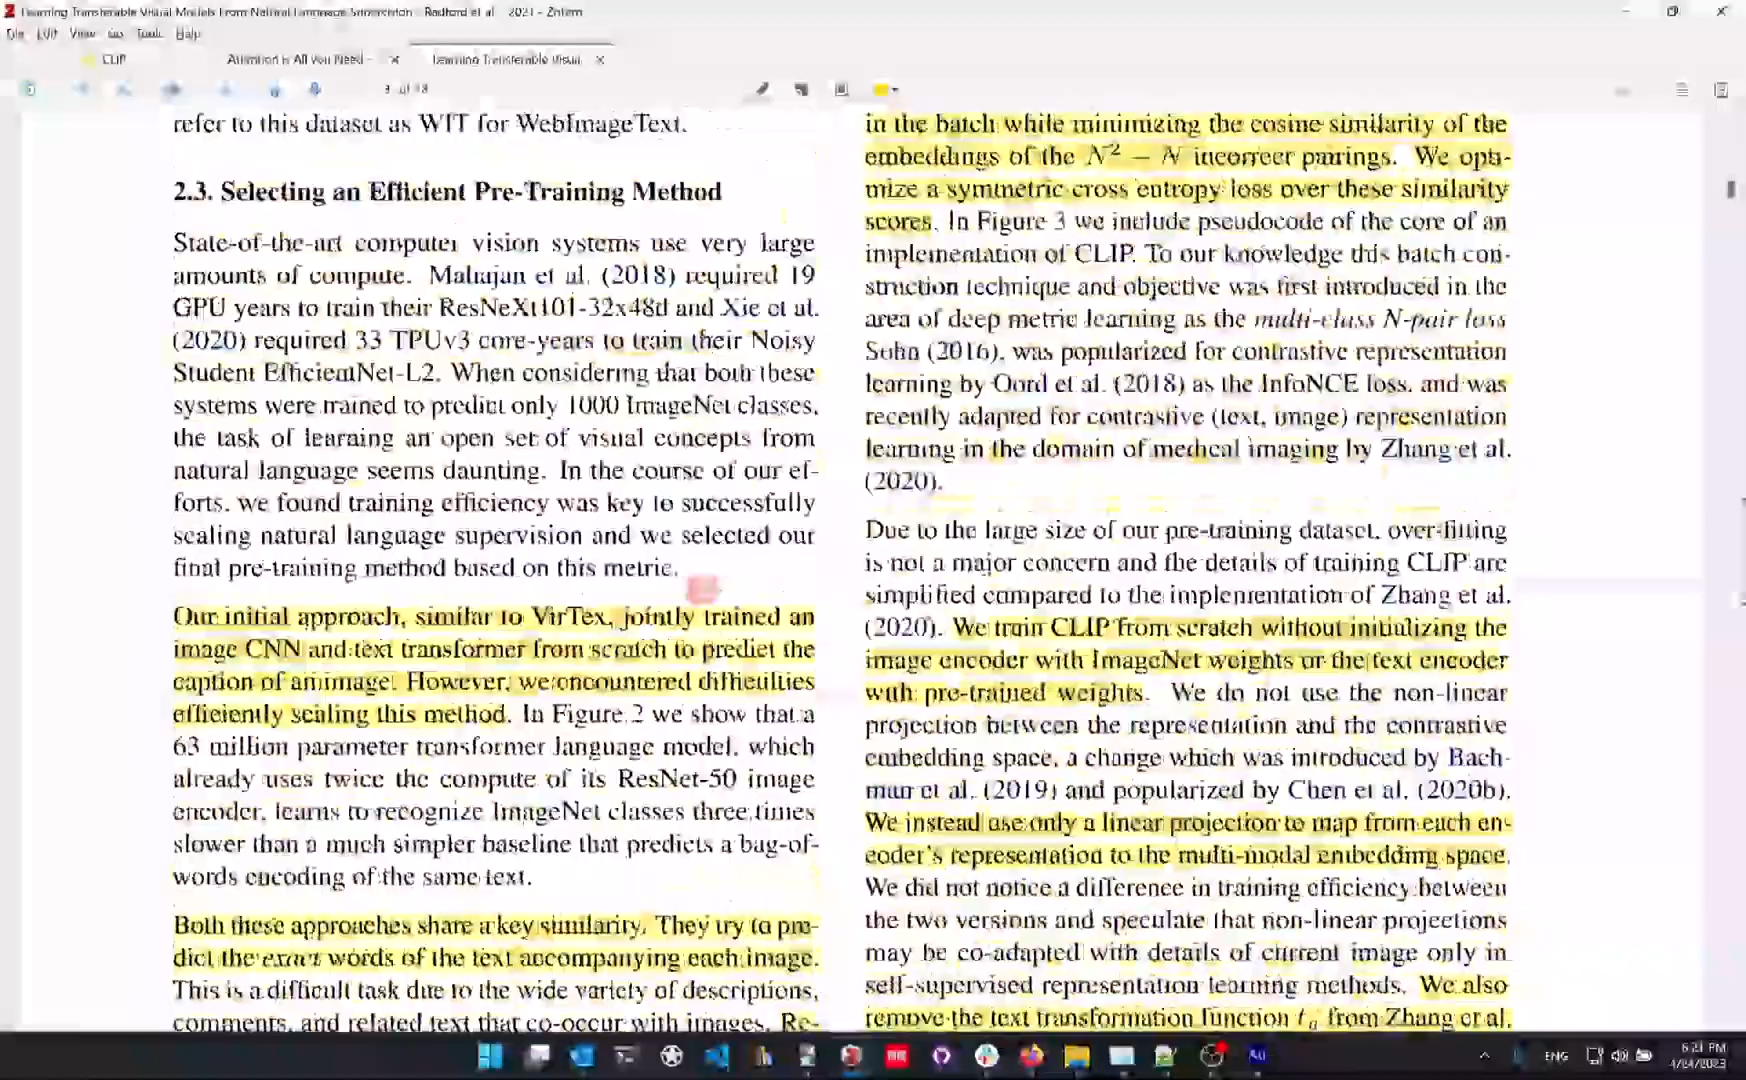 Learning Transferable Visual Models From Natural Language Supervision - Radford et al. - 2021 - Zotero
File Edit View Go Tools Help
CLIP
Attention Is All You Need -
Learning Transferable Visual
3 of 48
refer to this dataset as WIT for WebImageText.
2.3. Selecting an Efficient Pre-Training Method
State-of-the-art computer vision systems use very large
amounts of compute. Mahajan et al. (2018) required 19
GPU years to train their ResNeXt101-32x48d and Xie et al.
(2020) required 33 TPUv3 core-years to train their Noisy
Student EfficientNet-L2. When considering that both these
systems were trained to predict only 1000 ImageNet classes,
the task of learning an open set of visual concepts from
natural language seems daunting. In the course of our ef-
forts, we found training efficiency was key to successfully
scaling natural language supervision and we selected our
final pre-training method based on this metric.
Our initial approach, similar to VirTex, jointly trained an
image CNN and text transformer from scratch to predict the
caption of an image. However, we encountered difficulties
efficiently scaling this method. In Figure 2 we show that a
63 million parameter transformer language model, which
already uses twice the compute of its ResNet-50 image
encoder, learns to recognize ImageNet classes three times
slower than a much simpler baseline that predicts a bag-of-
words encoding of the same text.
Both these approaches share a key similarity. They try to pre-
dict the exact words of the text accompanying each image.
This is a difficult task due to the wide variety of descriptions,
comments, and related text that co-occur with images. Re-
in the batch while minimizing the cosine similarity of the
embeddings of the N² − N incorrect pairings. We opti-
mize a symmetric cross entropy loss over these similarity
scores. In Figure 3 we include pseudocode of the core of an
implementation of CLIP. To our knowledge this batch con-
struction technique and objective was first introduced in the
area of deep metric learning as the multi-class N-pair loss
Sohn (2016), was popularized for contrastive representation
learning by Oord et al. (2018) as the InfoNCE loss, and was
recently adapted for contrastive (text, image) representation
learning in the domain of medical imaging by Zhang et al.
(2020).
Due to the large size of our pre-training dataset, over-fitting
is not a major concern and the details of training CLIP are
simplified compared to the implementation of Zhang et al.
(2020). We train CLIP from scratch without initializing the
image encoder with ImageNet weights or the text encoder
with pre-trained weights. We do not use the non-linear
projection between the representation and the contrastive
embedding space, a change which was introduced by Bach-
man et al. (2019) and popularized by Chen et al. (2020b).
We instead use only a linear projection to map from each en-
coder's representation to the multi-modal embedding space.
We did not notice a difference in training efficiency between
the two versions and speculate that non-linear projections
may be co-adapted with details of current image only in
self-supervised representation learning methods. We also
remove the text transformation function tᵤ from Zhang et al.
ENG
6:21 PM
4/24/2023